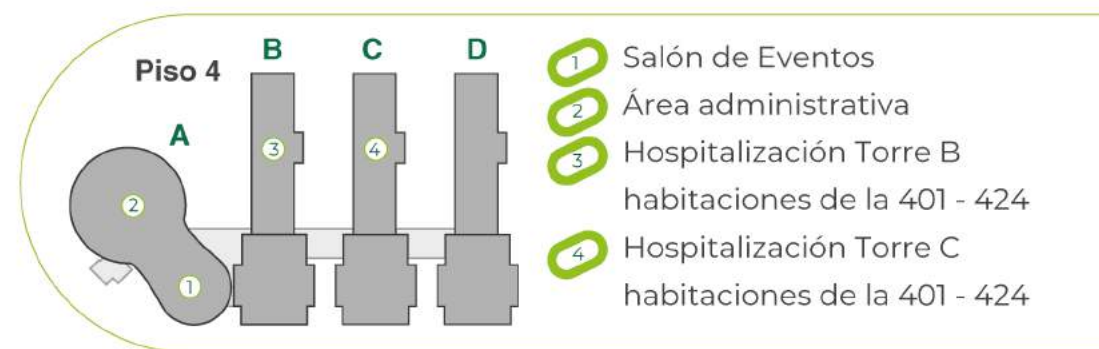 Piso 4
A
B
C
D
3
4
2
1
1 Salón de Eventos
2 Área administrativa
3 Hospitalización Torre B
habitaciones de la 401 - 424
4 Hospitalización Torre C
habitaciones de la 401 - 424